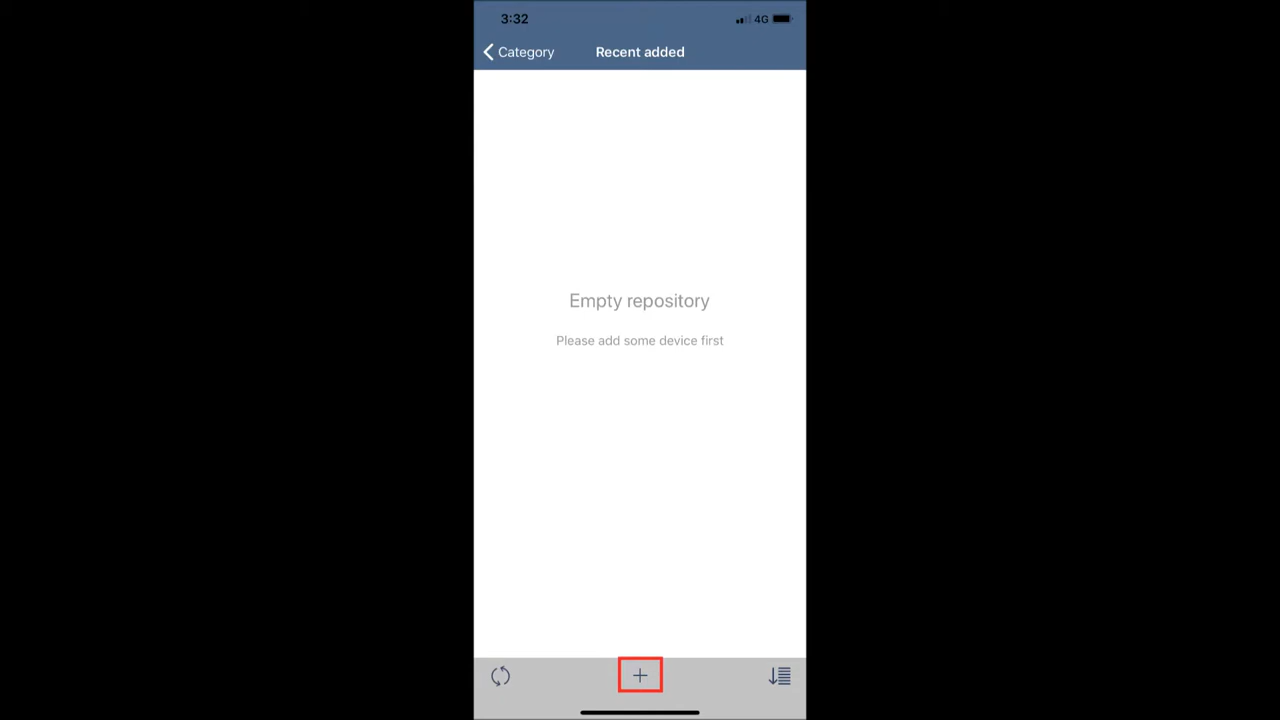 3:32
4G
Category
Recent added
Empty repository
Please add some device first